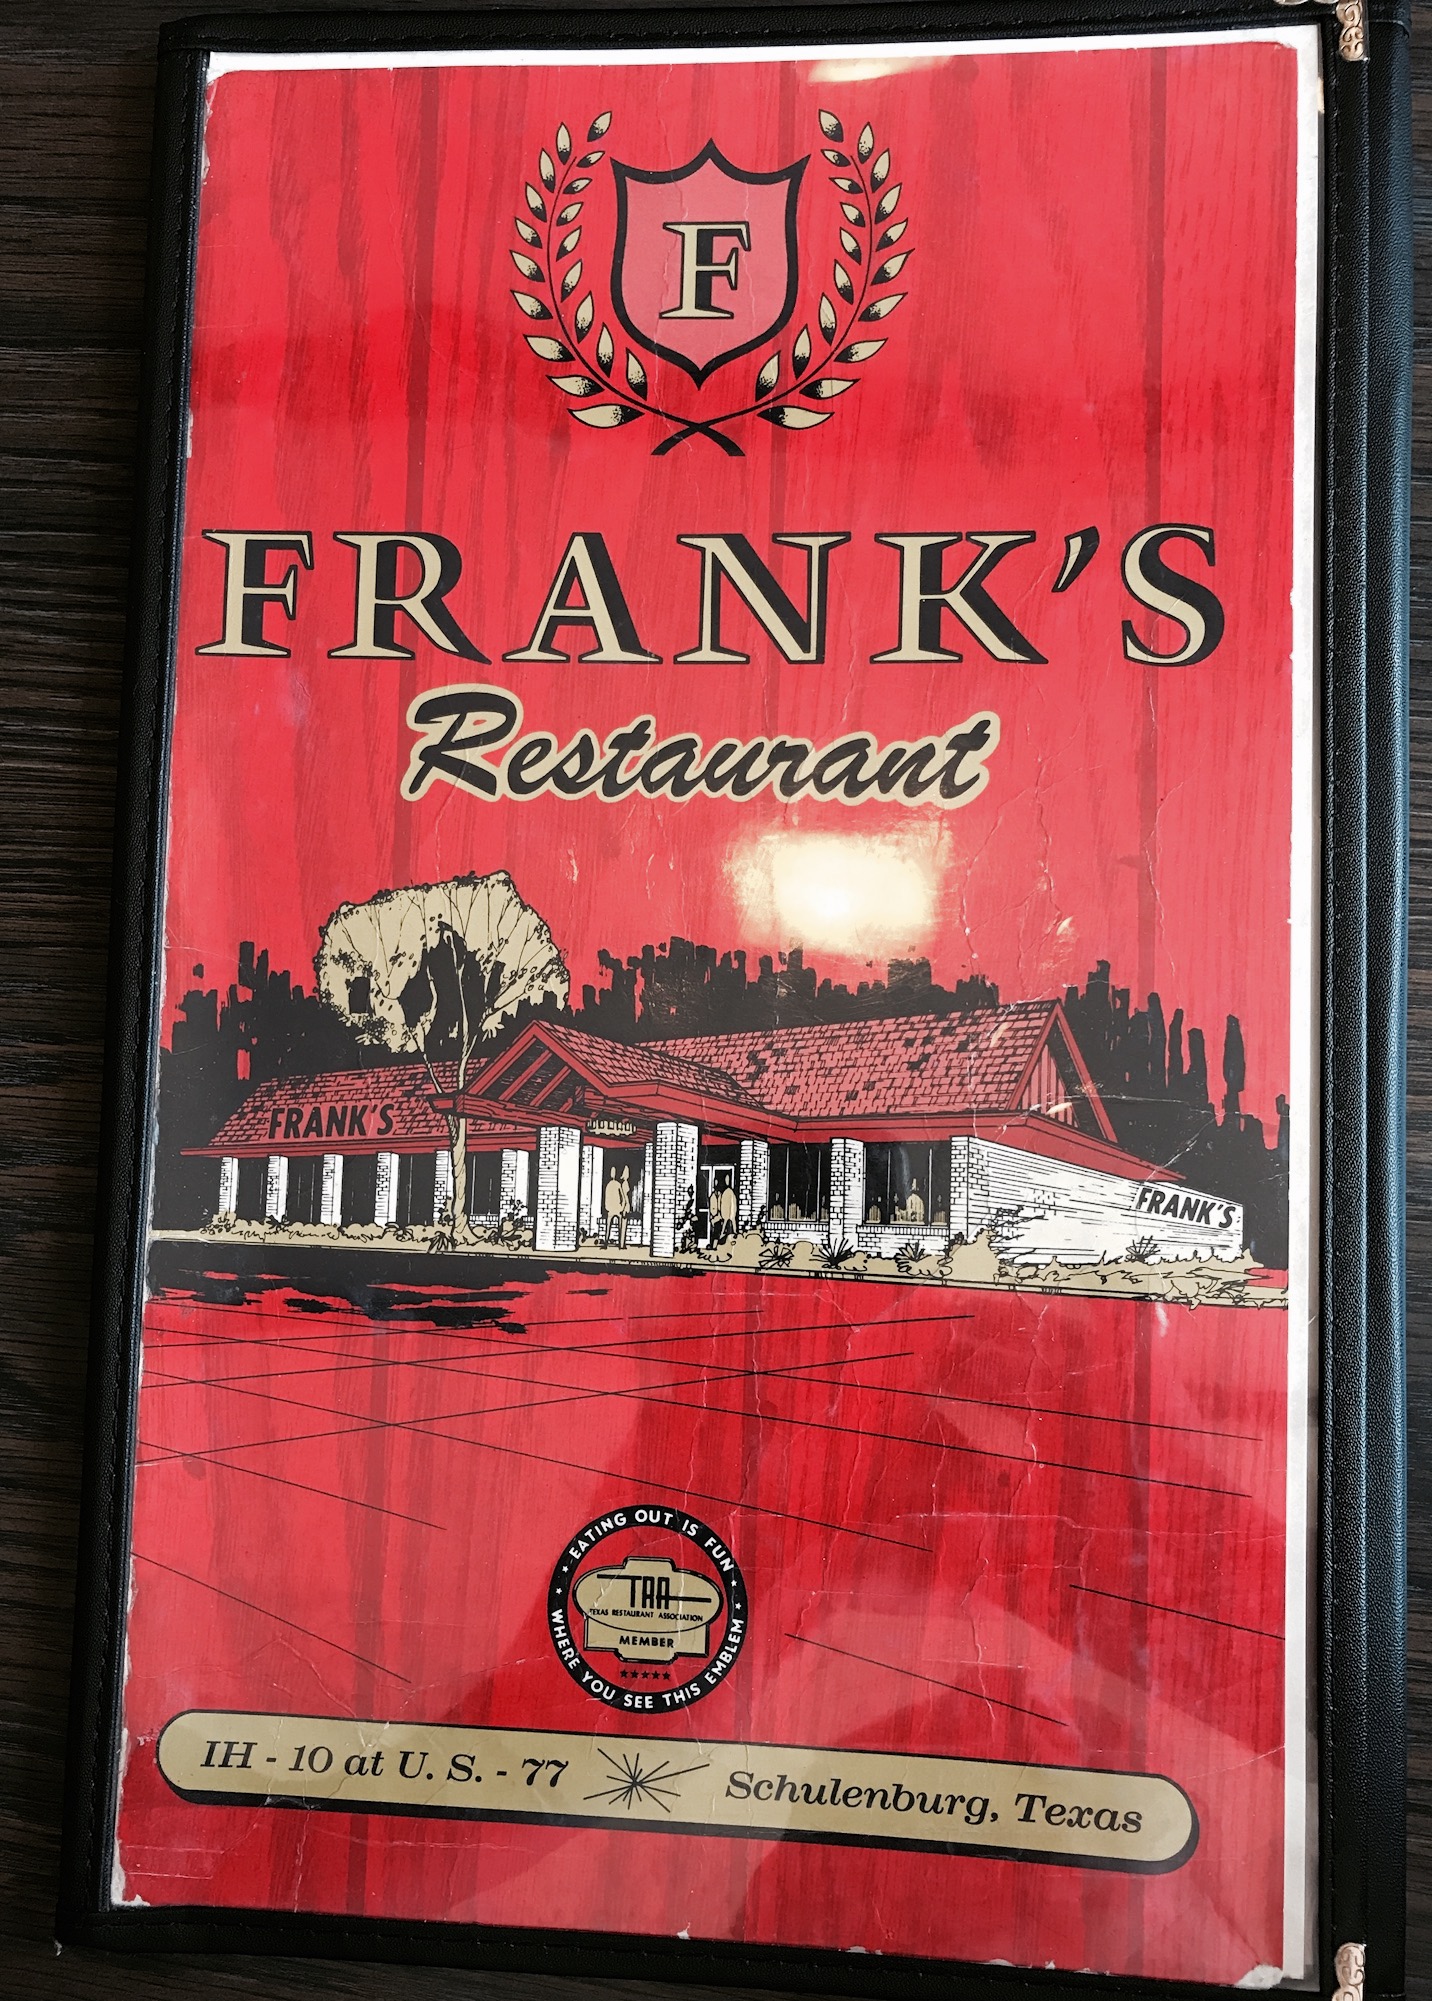 F
FRANK'S
Restaurant
FRANK'S
FRANK'S
EATING OUT IS FUN
TRA
TEXAS RESTAURANT ASSOCIATION
MEMBER
WHERE YOU SEE THIS EMBLEM
IH - 10 at U. S. - 77
Schulenburg, Texas